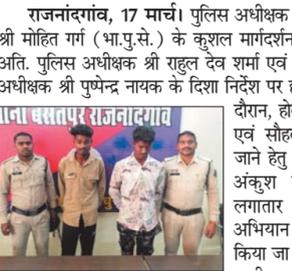 राजनांदगांव, 17 मार्च। पुलिस अधीक्षक
श्री मोहित गर्ग (भा.पु.से.) के कुशल मार्गदर्शन
अति. पुलिस अधीक्षक श्री राहुल देव शर्मा एवं
अधीक्षक श्री पुष्पेन्द्र नायक के दिशा निर्देश पर ह
थाना बसंतपुर राजनांदगांव
दौरान, हो
एवं सौहा
जाने हेतु
अंकुश
लगातार
अभियान
किया जा